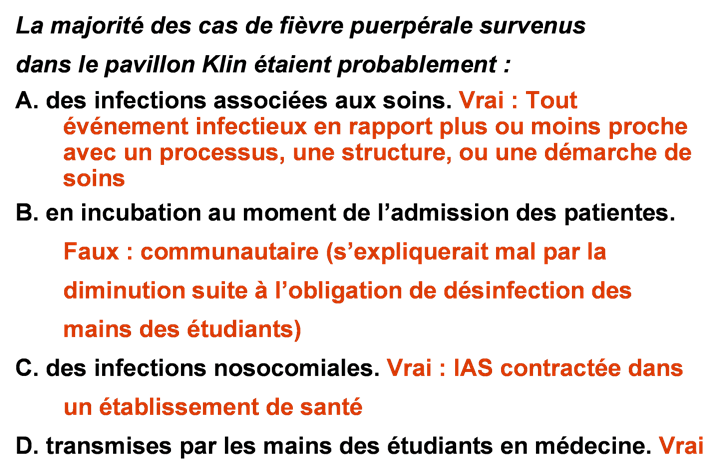 La majorité des cas de fièvre puerpérale survenus
dans le pavillon Klin étaient probablement :
A. des infections associées aux soins. Vrai : Tout
événement infectieux en rapport plus ou moins proche
avec un processus, une structure, ou une démarche de
soins
B. en incubation au moment de l’admission des patientes.
Faux : communautaire (s’expliquerait mal par la
diminution suite à l’obligation de désinfection des
mains des étudiants)
C. des infections nosocomiales. Vrai : IAS contractée dans
un établissement de santé
D. transmises par les mains des étudiants en médecine. Vrai